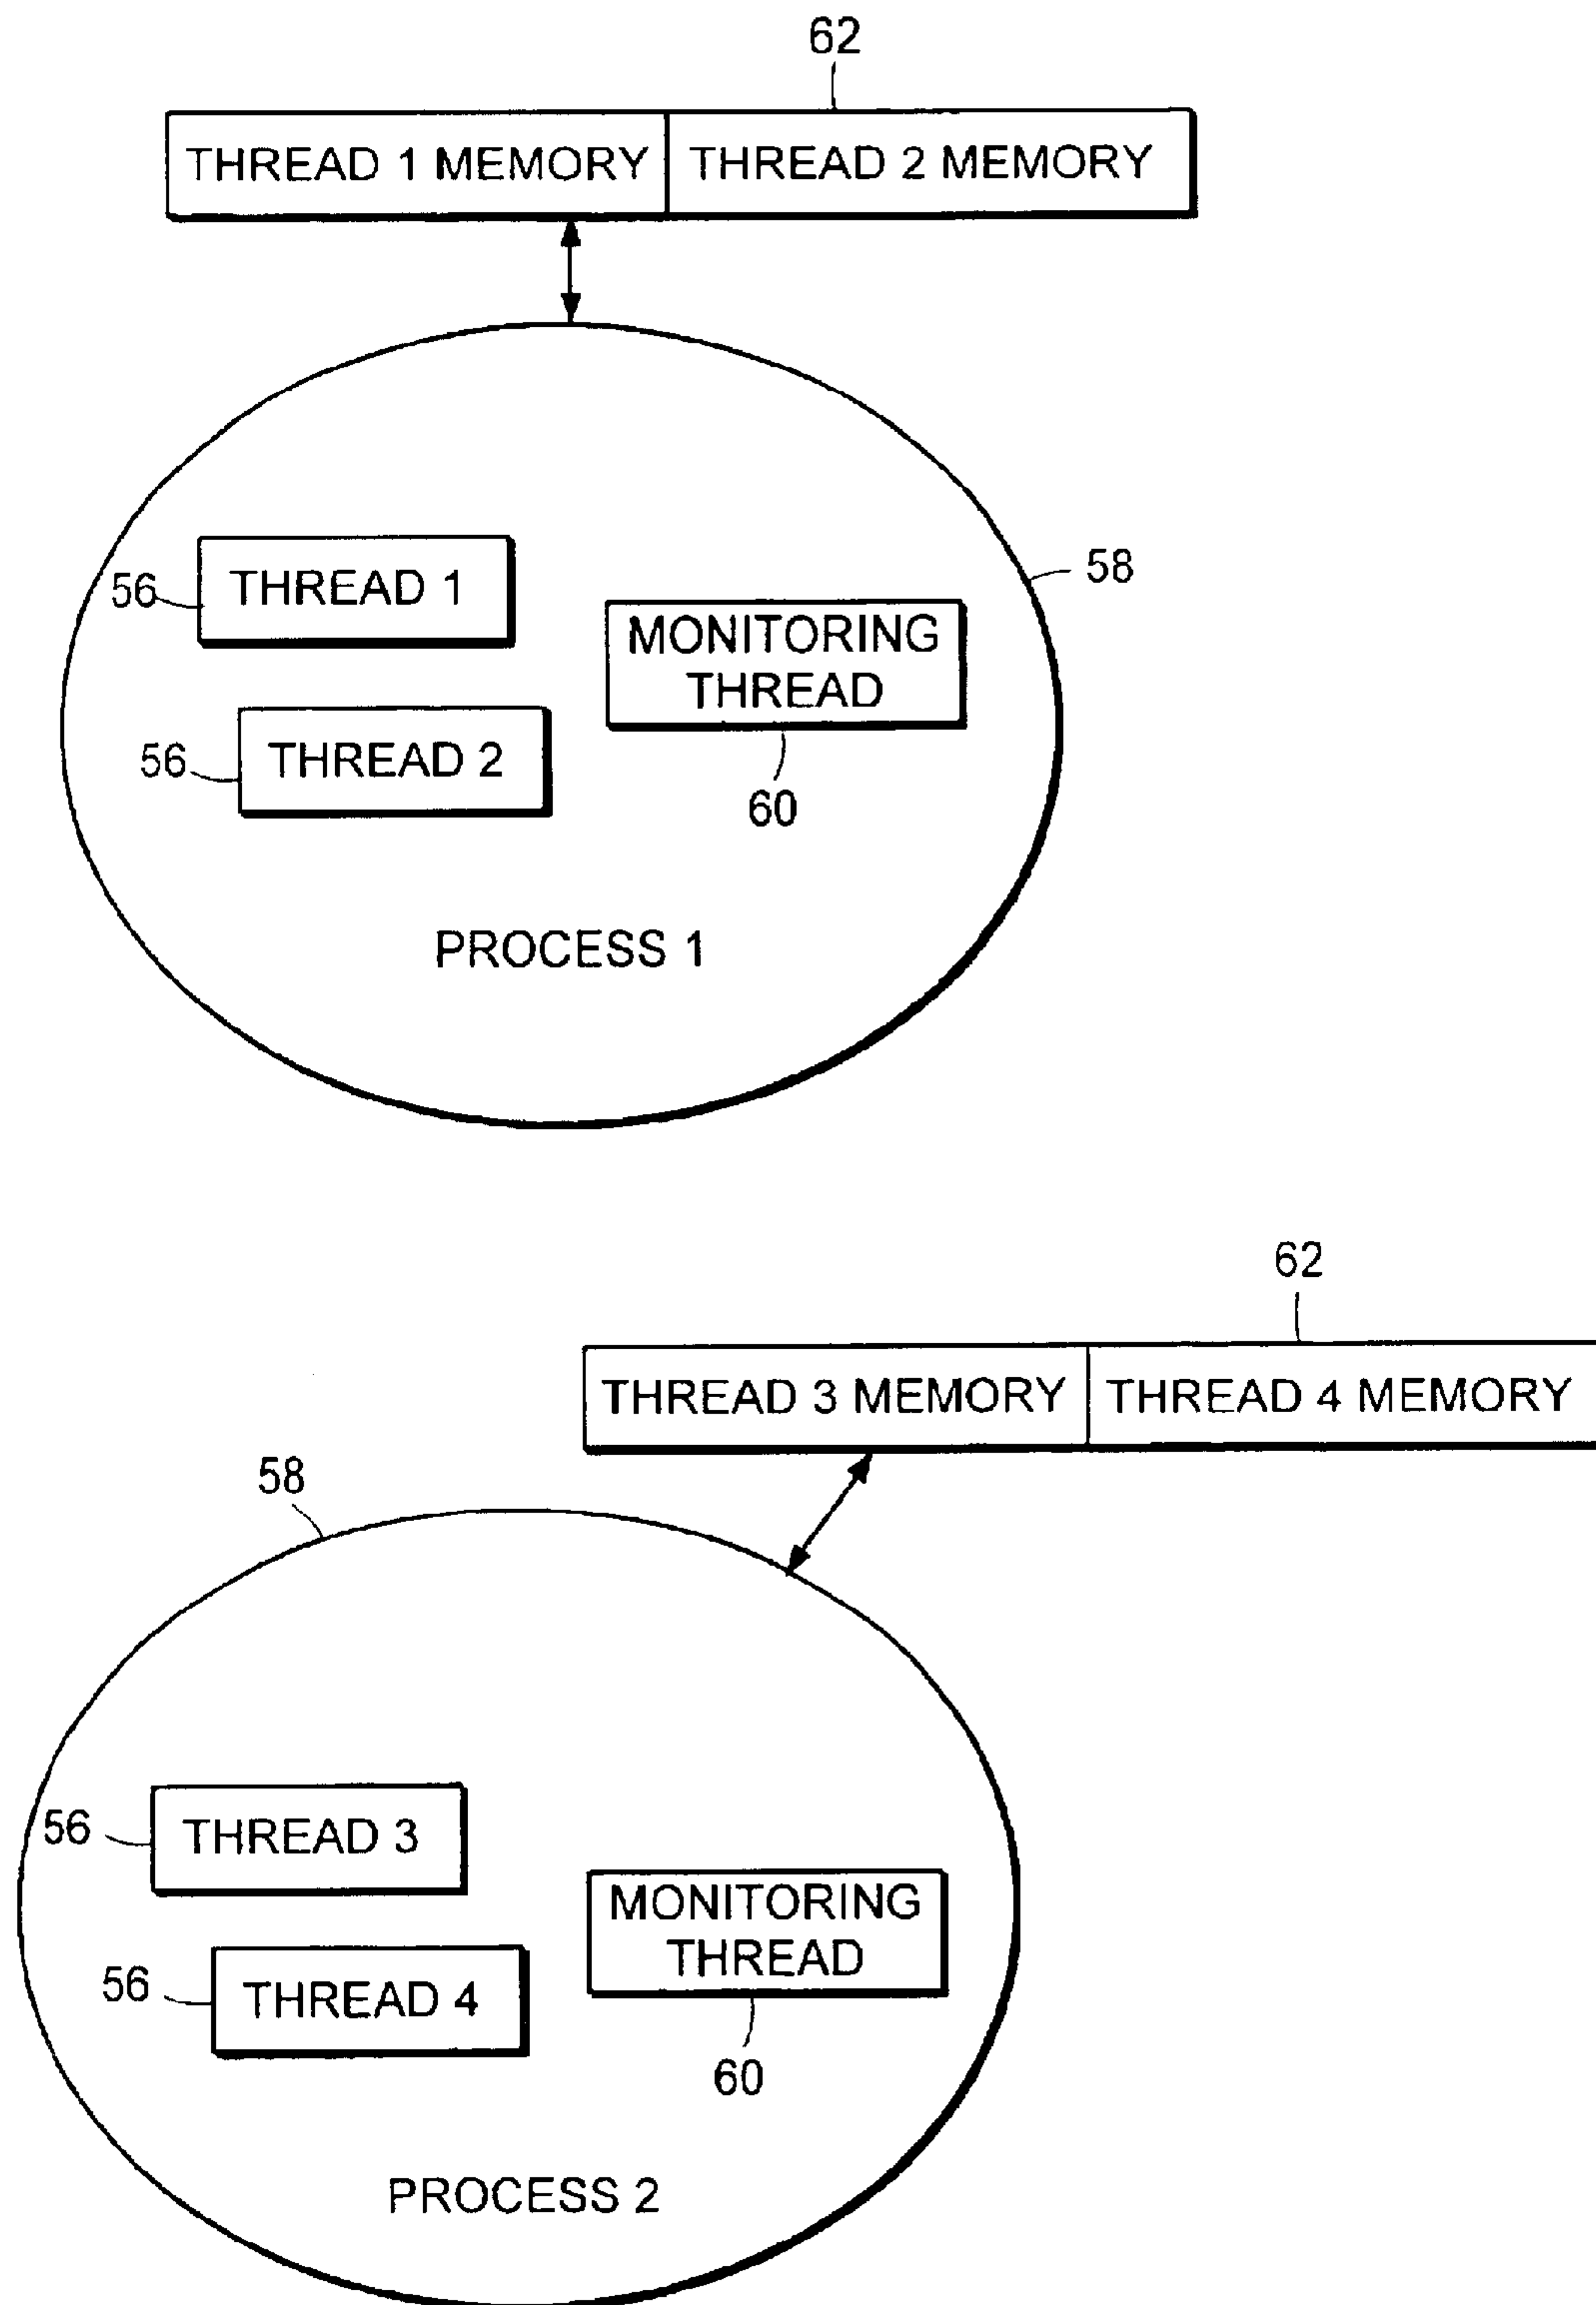 62
THREAD 1 MEMORY THREAD 2 MEMORY
58
56 THREAD 1
MONITORING
THREAD
56 THREAD 2
60
PROCESS 1
62
THREAD 3 MEMORY THREAD 4 MEMORY
58
56 THREAD 3
MONITORING
THREAD
56 THREAD 4
60
PROCESS 2